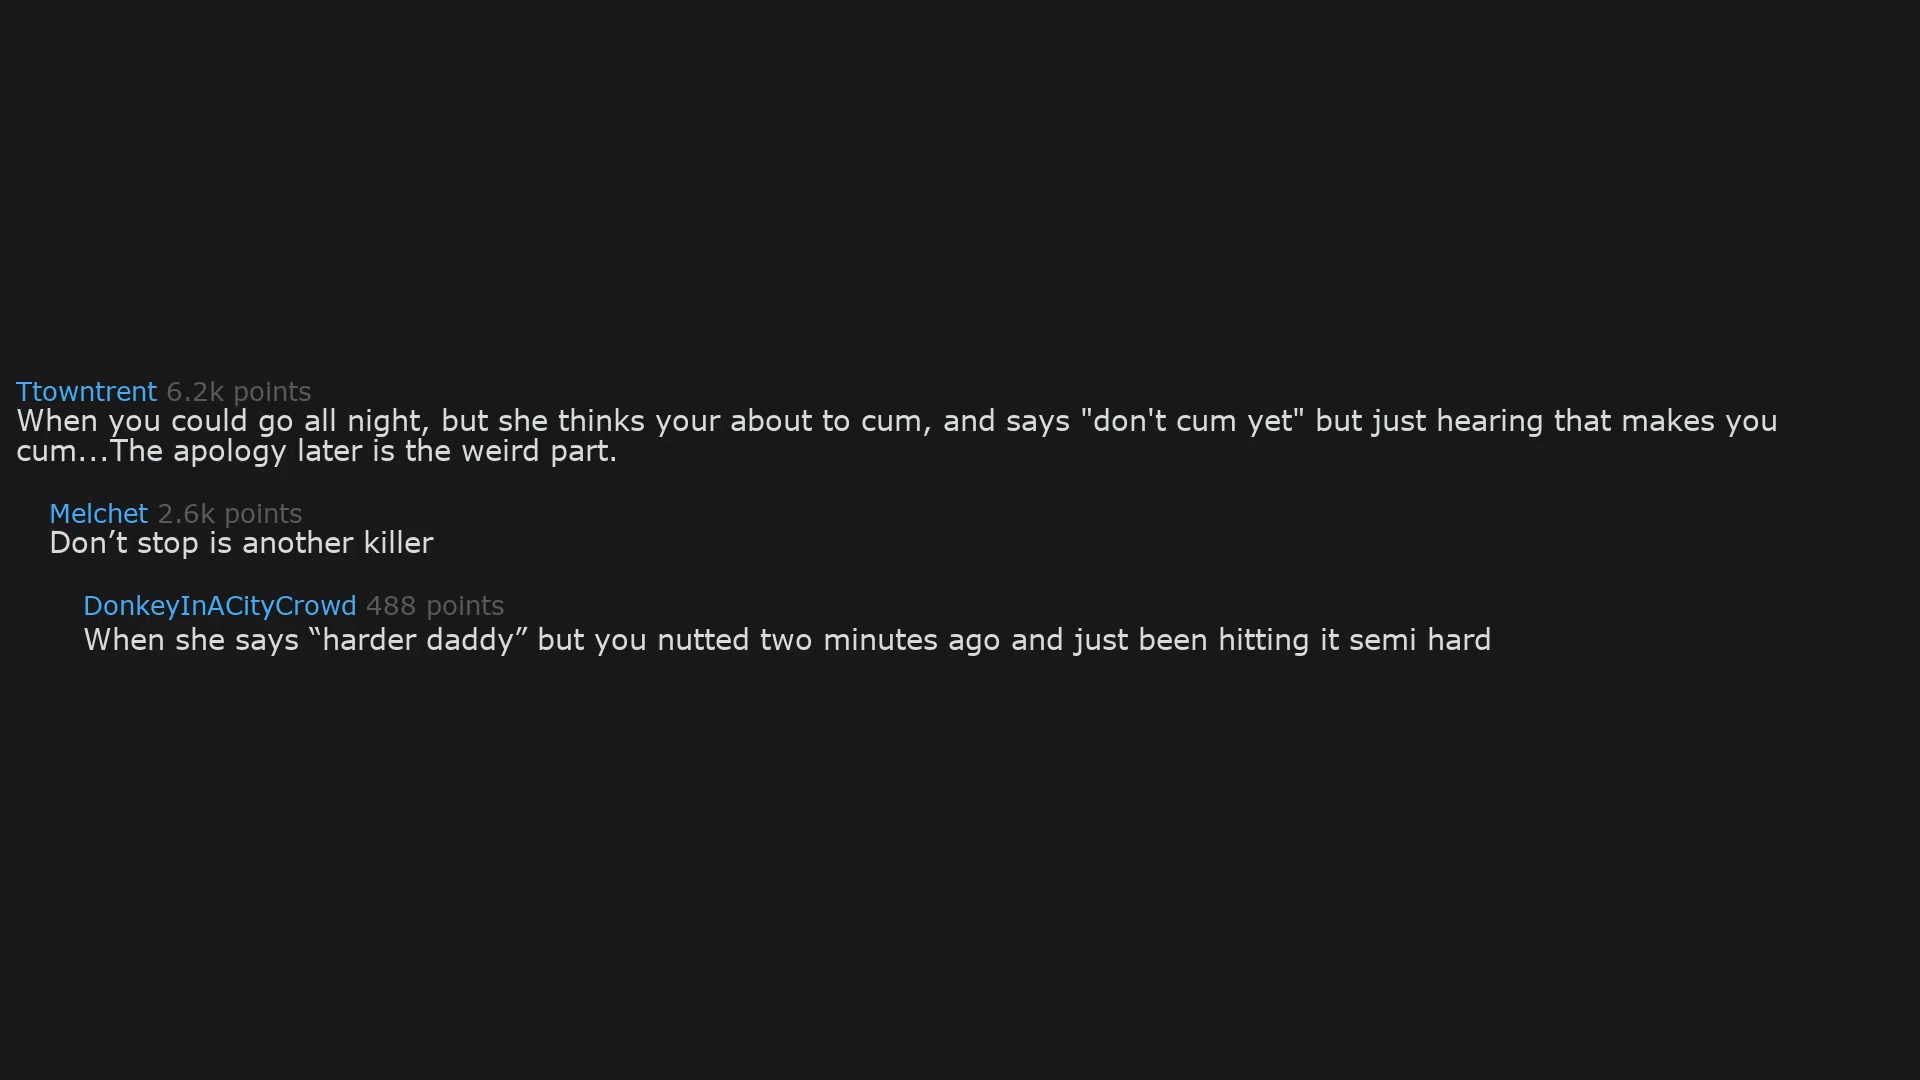 Ttowntrent 6.2k points
When you could go all night, but she thinks your about to cum, and says "don't cum yet" but just hearing that makes you
cum...The apology later is the weird part.
Melchet 2.6k points
Don’t stop is another killer
DonkeyInACityCrowd 488 points
When she says “harder daddy” but you nutted two minutes ago and just been hitting it semi hard